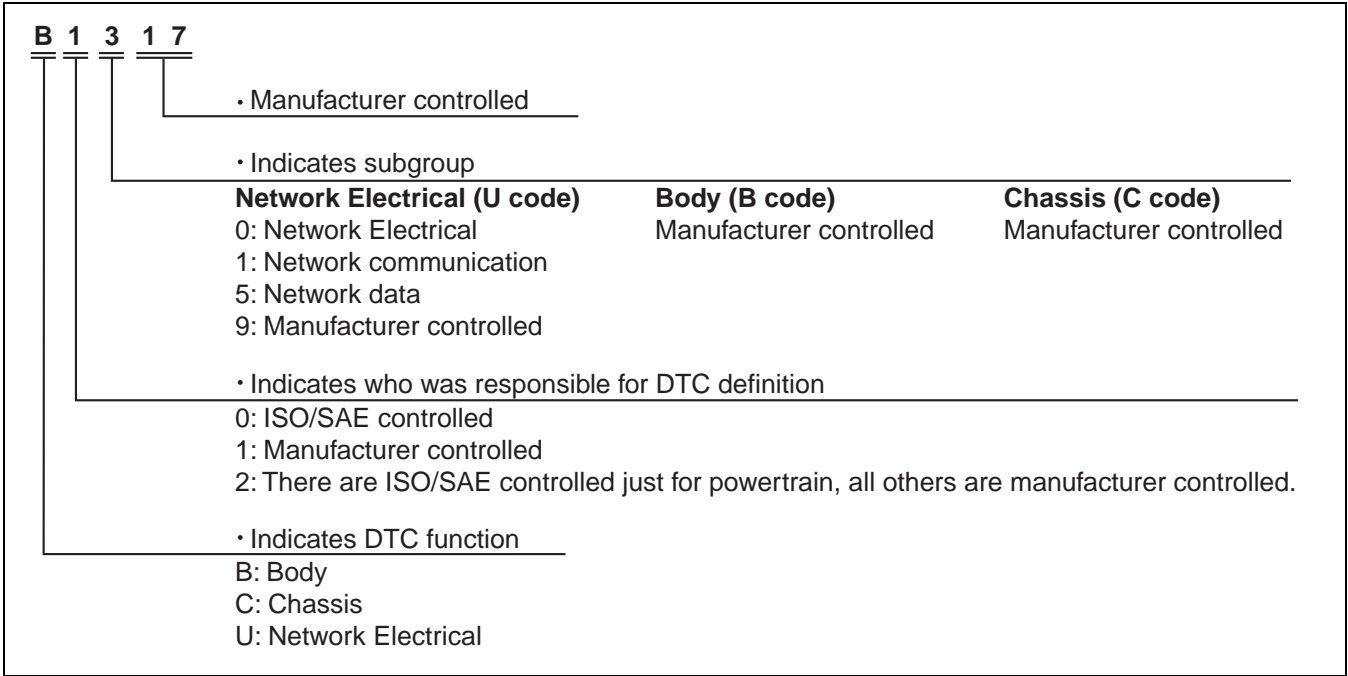 B 1 3 1 7
· Manufacturer controlled
· Indicates subgroup
Network Electrical (U code) Body (B code) Chassis (C code)
0: Network Electrical Manufacturer controlled Manufacturer controlled
1: Network communication
5: Network data
9: Manufacturer controlled
· Indicates who was responsible for DTC definition
0: ISO/SAE controlled
1: Manufacturer controlled
2: There are ISO/SAE controlled just for powertrain, all others are manufacturer controlled.
· Indicates DTC function
B: Body
C: Chassis
U: Network Electrical